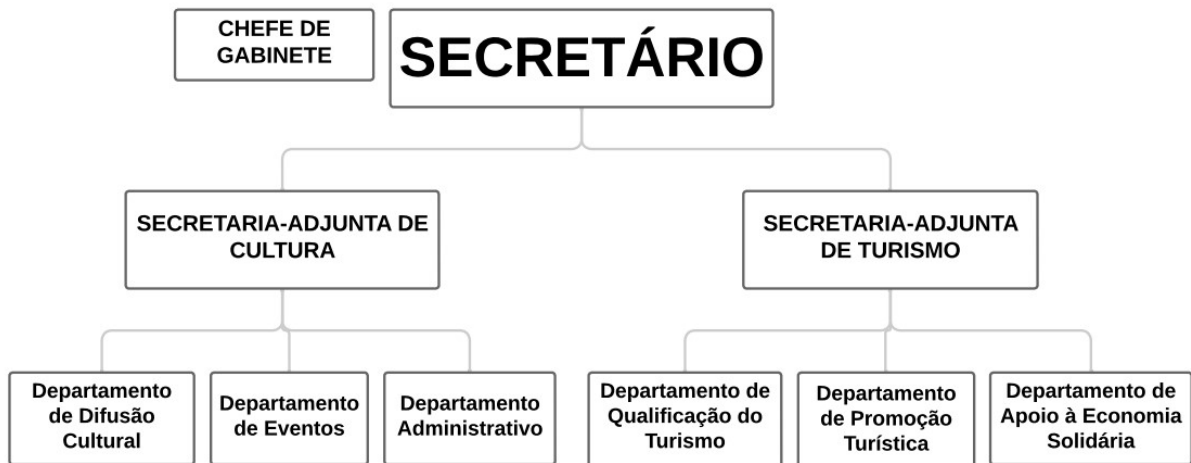 CHEFE DE
GABINETE
SECRETÁRIO
SECRETARIA-ADJUNTA DE
CULTURA
SECRETARIA-ADJUNTA
DE TURISMO
Departamento
de Difusão
Cultural
Departamento
de Eventos
Departamento
Administrativo
Departamento de
Qualificação do
Turismo
Departamento
de Promoção
Turística
Departamento de
Apoio à Economia
Solidária